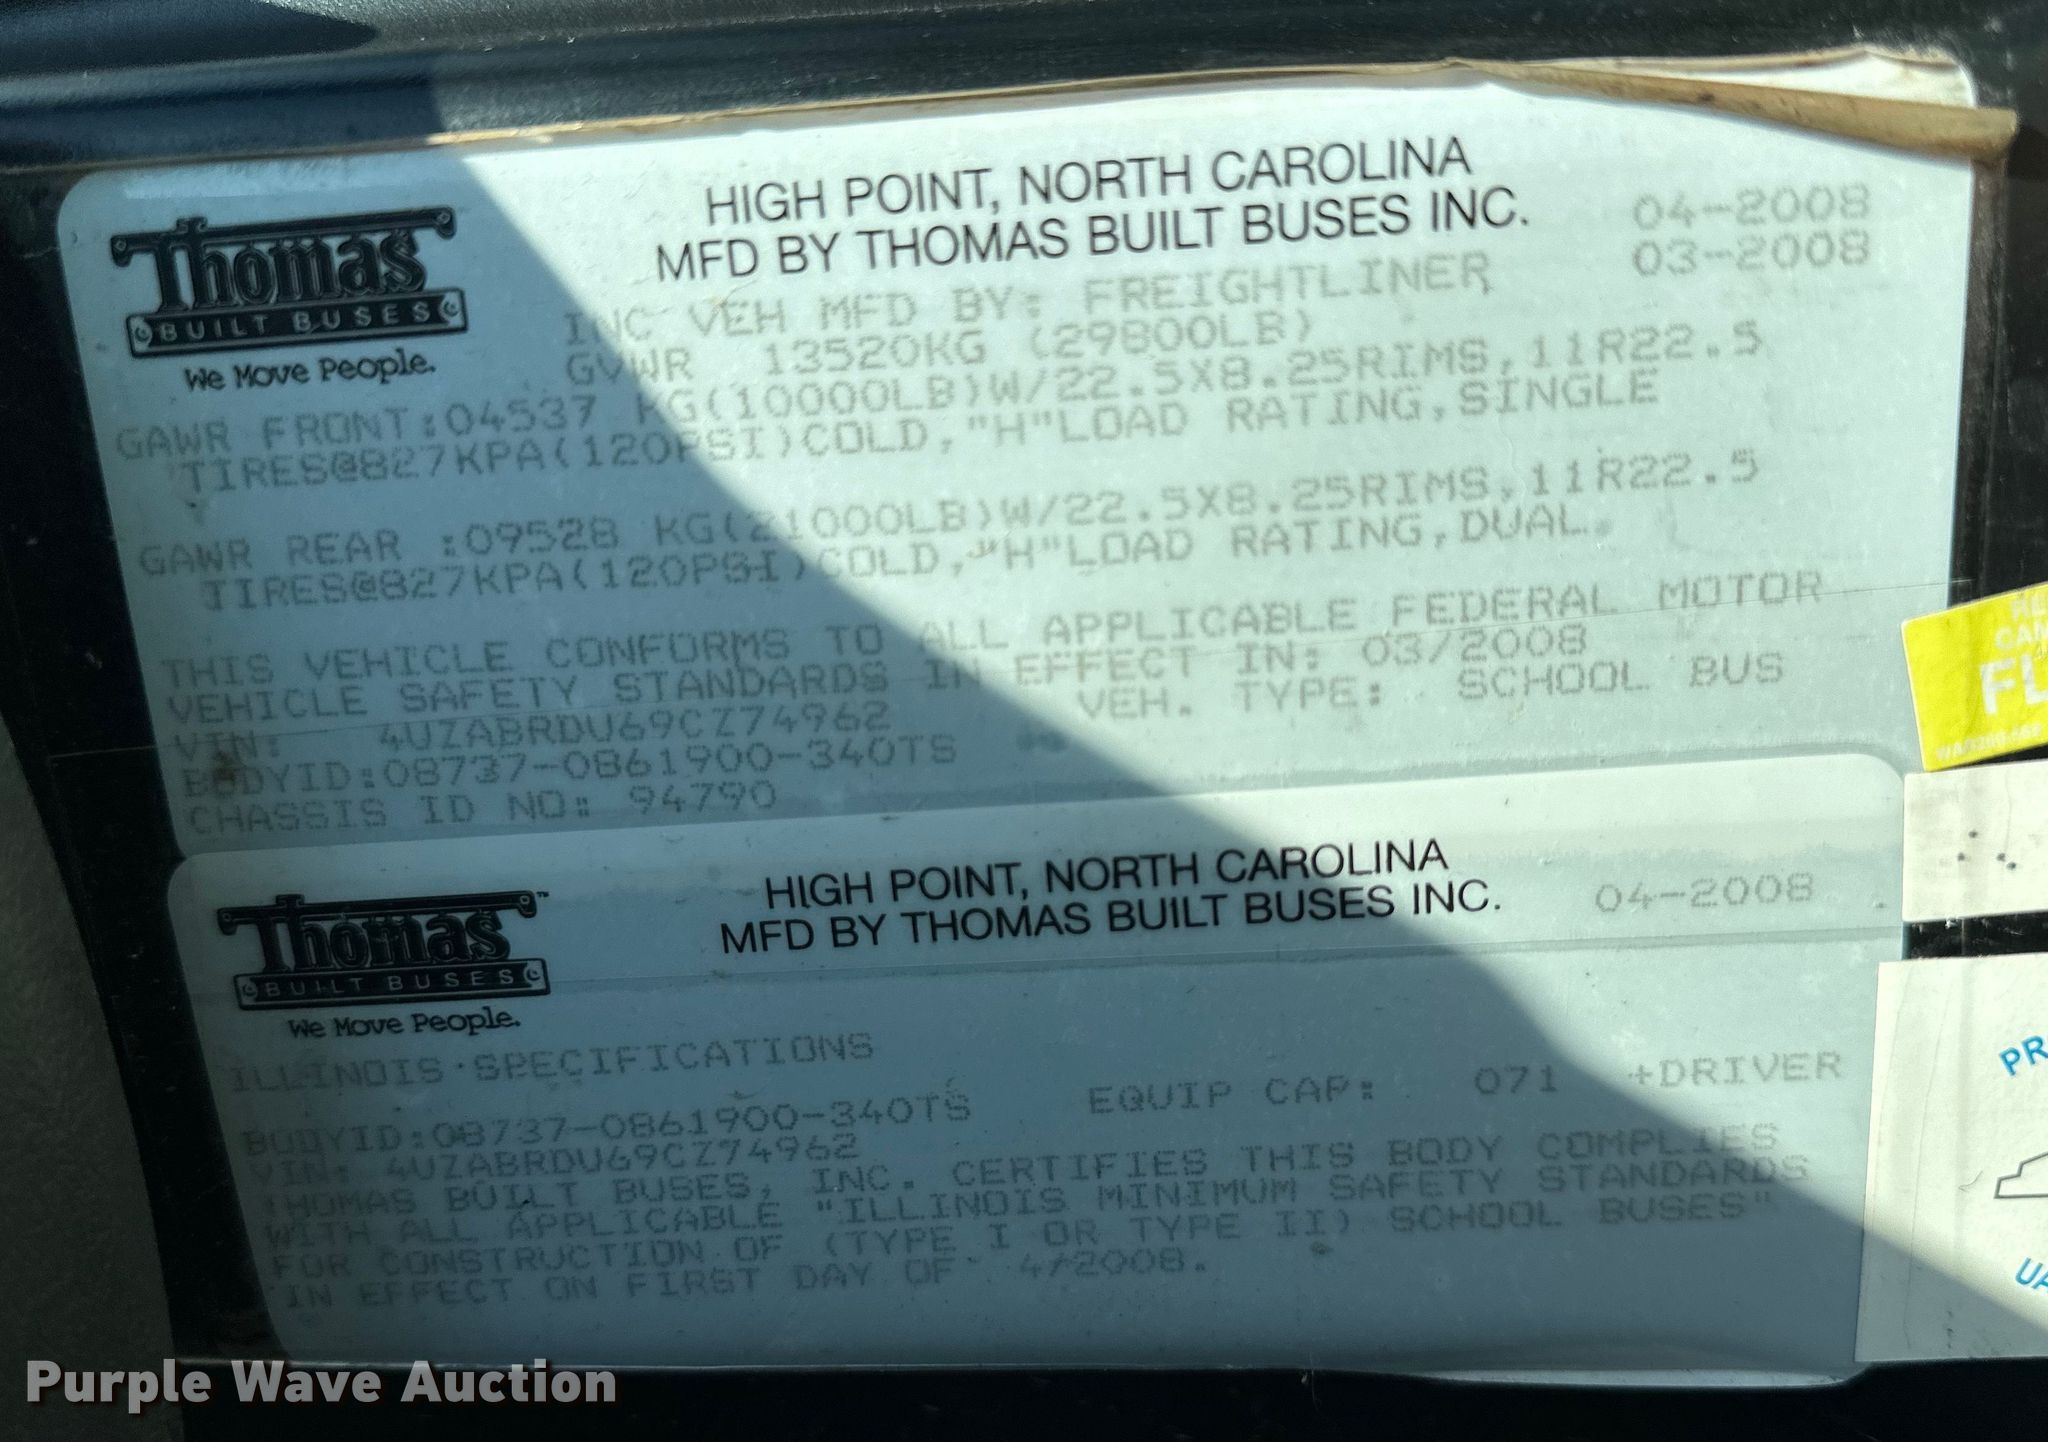 Thomas
BUILT BUSES
We Move People.
HIGH POINT, NORTH CAROLINA
MFD BY THOMAS BUILT BUSES INC.
04-2008
INC VEH MFD BY: FREIGHTLINER 03-2008
GVWR 13520KG (29800LB)
GAWR FRONT:04537 KG(10000LB)W/22.5X8.25RIMS,11R22.5
TIRES@827KPA(120PSI)COLD,"H"LOAD RATING,SINGLE
GAWR REAR :09528 KG(21000LB)W/22.5X8.25RIMS,11R22.5
TIRES@827KPA(120PSI)COLD,"H"LOAD RATING,DUAL
THIS VEHICLE CONFORMS TO ALL APPLICABLE FEDERAL MOTOR
VEHICLE SAFETY STANDARDS IN EFFECT IN: 03/2008
VIN: 4UZABRDU69CZ74962 VEH. TYPE: SCHOOL BUS
BODYID:08737-0861900-340TS
CHASSIS ID NO: 94790
Thomas™
BUILT BUSES
We Move People.
HIGH POINT, NORTH CAROLINA
MFD BY THOMAS BUILT BUSES INC.
04-2008
ILLINOIS SPECIFICATIONS
BODYID:08737-0861900-340TS EQUIP CAP: 071 +DRIVER
VIN: 4UZABRDU69CZ74962
THOMAS BUILT BUSES, INC. CERTIFIES THIS BODY COMPLIES
WITH ALL APPLICABLE "ILLINOIS MINIMUM SAFETY STANDARDS
FOR CONSTRUCTION OF (TYPE I OR TYPE II) SCHOOL BUSES"
IN EFFECT ON FIRST DAY OF 4/2008.
FL
PR
Purple Wave Auction